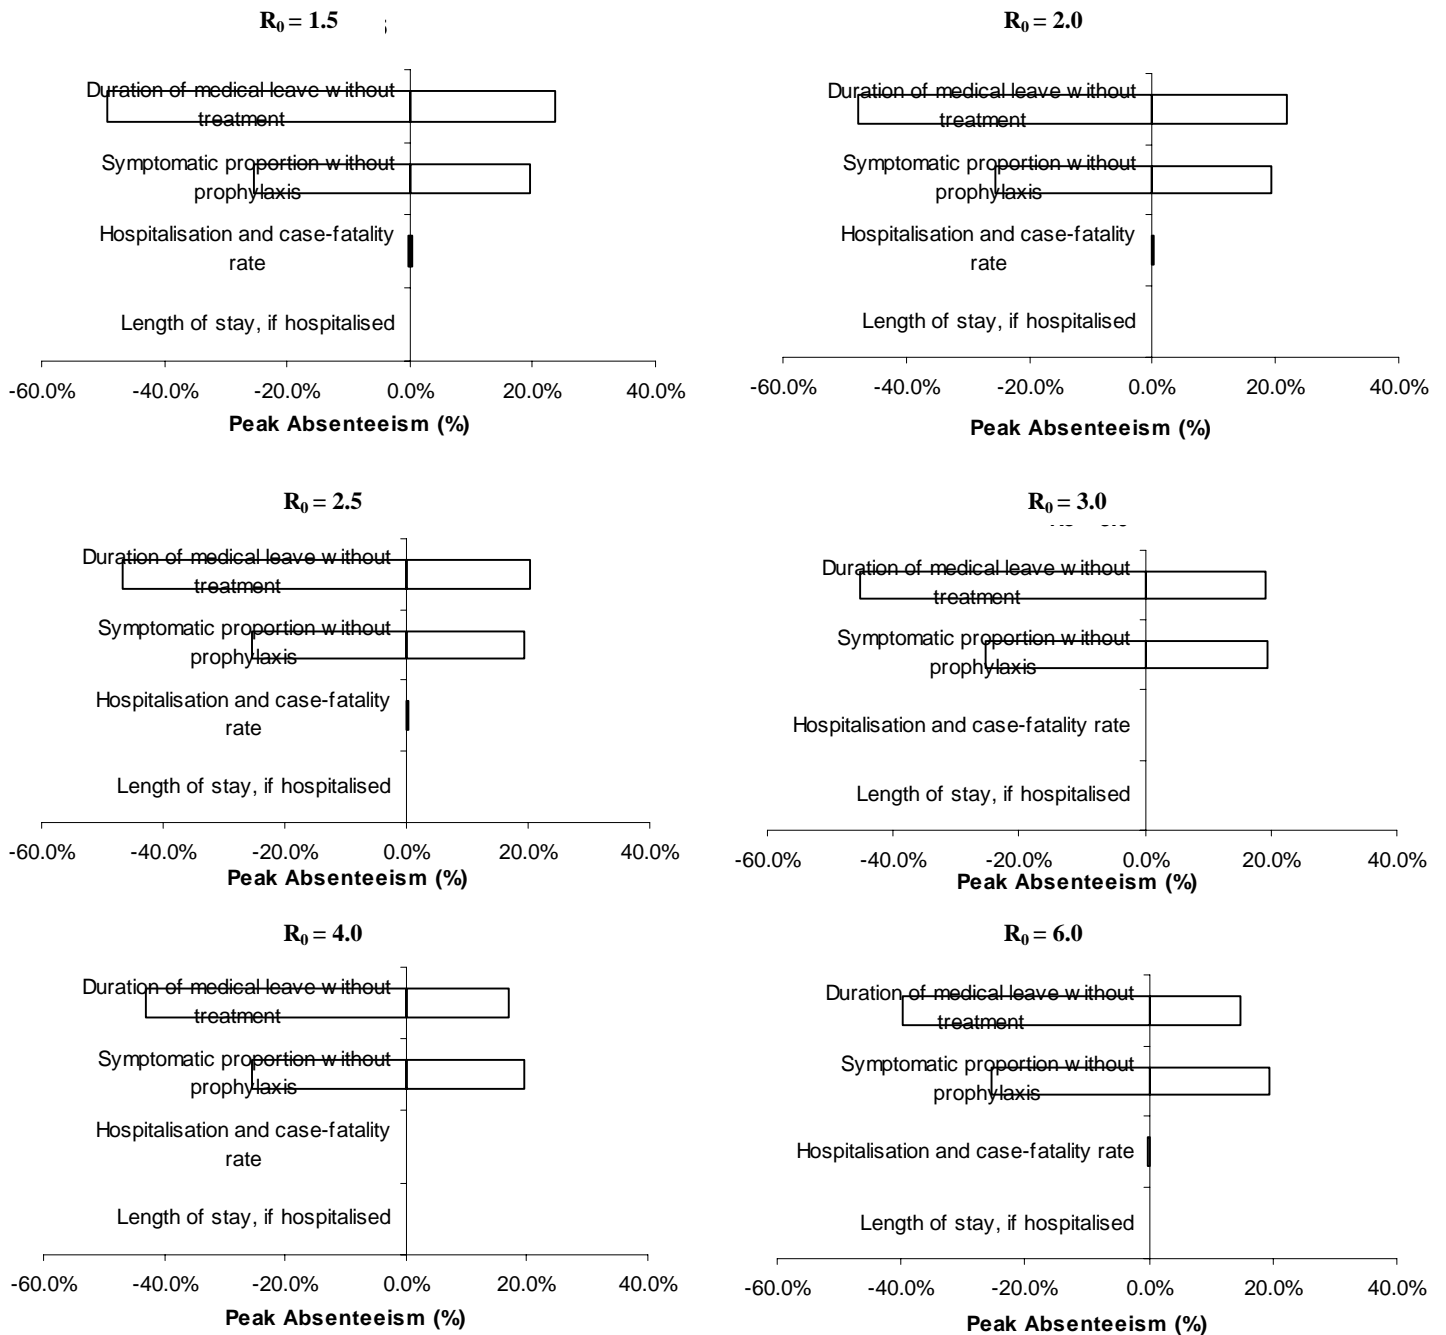 R0 = 1.5
Duration of medical leave without
treatment
Symptomatic proportion without
prophylaxis
Hospitalisation and case-fatality
rate
Length of stay, if hospitalised
-60.0% -40.0% -20.0% 0.0% 20.0% 40.0%
Peak Absenteeism (%)
R0 = 2.0
Duration of medical leave without
treatment
Symptomatic proportion without
prophylaxis
Hospitalisation and case-fatality
rate
Length of stay, if hospitalised
-60.0% -40.0% -20.0% 0.0% 20.0% 40.0%
Peak Absenteeism (%)
R0 = 2.5
Duration of medical leave without
treatment
Symptomatic proportion without
prophylaxis
Hospitalisation and case-fatality
rate
Length of stay, if hospitalised
-60.0% -40.0% -20.0% 0.0% 20.0% 40.0%
Peak Absenteeism (%)
R0 = 3.0
Duration of medical leave without
treatment
Symptomatic proportion without
prophylaxis
Hospitalisation and case-fatality rate
Length of stay, if hospitalised
-60.0% -40.0% -20.0% 0.0% 20.0% 40.0%
Peak Absenteeism (%)
R0 = 4.0
Duration of medical leave without
treatment
Symptomatic proportion without
prophylaxis
Hospitalisation and case-fatality
rate
Length of stay, if hospitalised
-60.0% -40.0% -20.0% 0.0% 20.0% 40.0%
Peak Absenteeism (%)
R0 = 6.0
Duration of medical leave without
treatment
Symptomatic proportion without
prophylaxis
Hospitalisation and case-fatality rate
Length of stay, if hospitalised
-60.0% -40.0% -20.0% 0.0% 20.0% 40.0%
Peak Absenteeism (%)